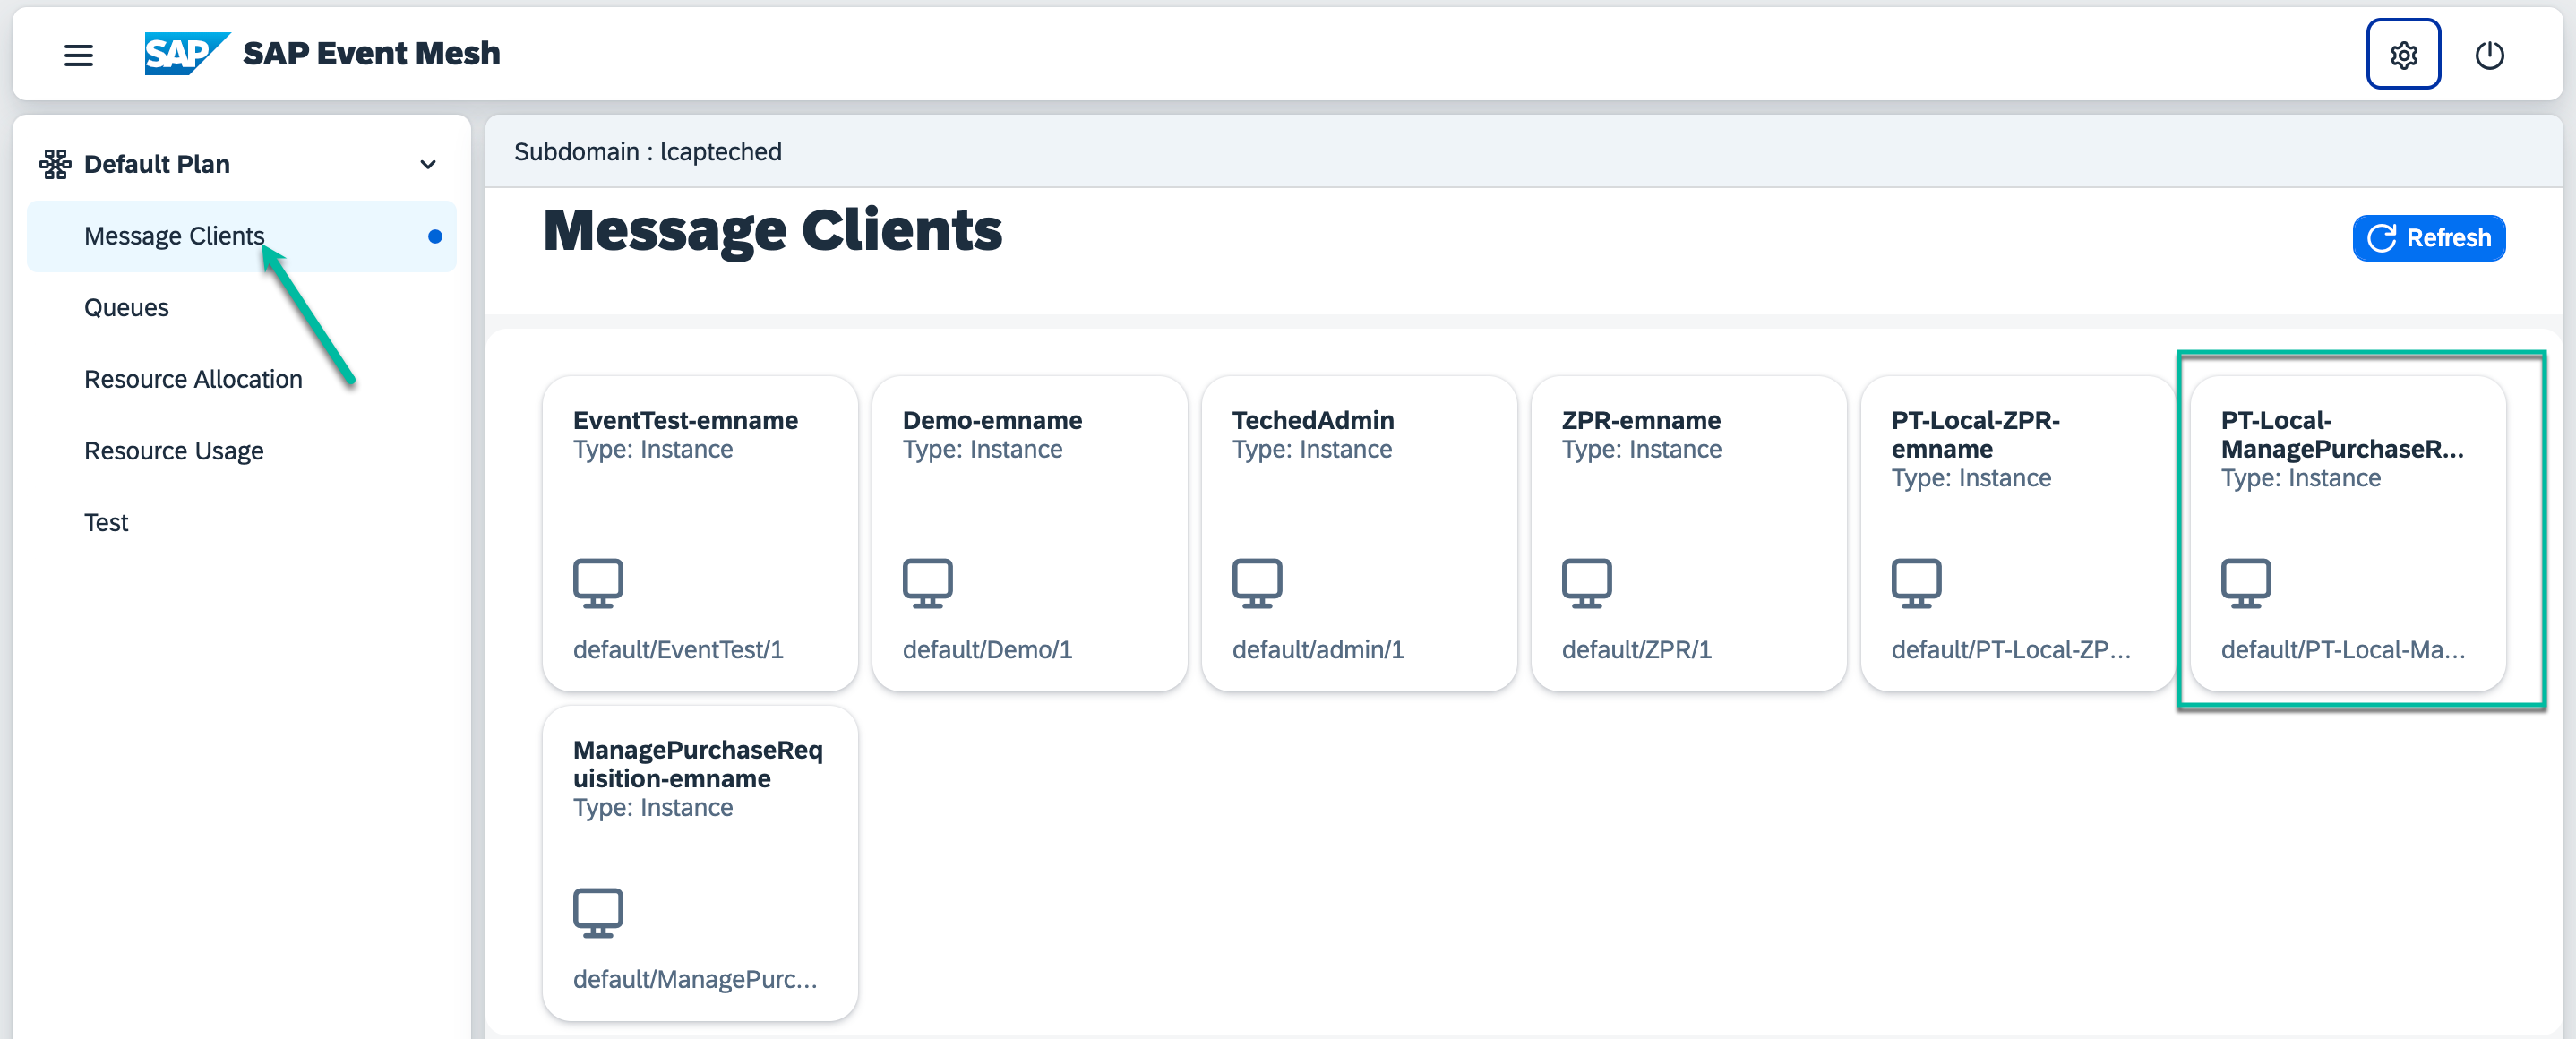 SAP SAP Event Mesh
Default Plan
Message Clients
Queues
Resource Allocation
Resource Usage
Test
Subdomain : lcapteched
Message Clients
Refresh
EventTest-emname
Type: Instance
default/EventTest/1
Demo-emname
Type: Instance
default/Demo/1
TechedAdmin
Type: Instance
default/admin/1
ZPR-emname
Type: Instance
default/ZPR/1
PT-Local-ZPR-
emname
Type: Instance
default/PT-Local-ZP...
PT-Local-
ManagePurchaseR...
Type: Instance
default/PT-Local-Ma...
ManagePurchaseReq
uisition-emname
Type: Instance
default/ManagePurc...